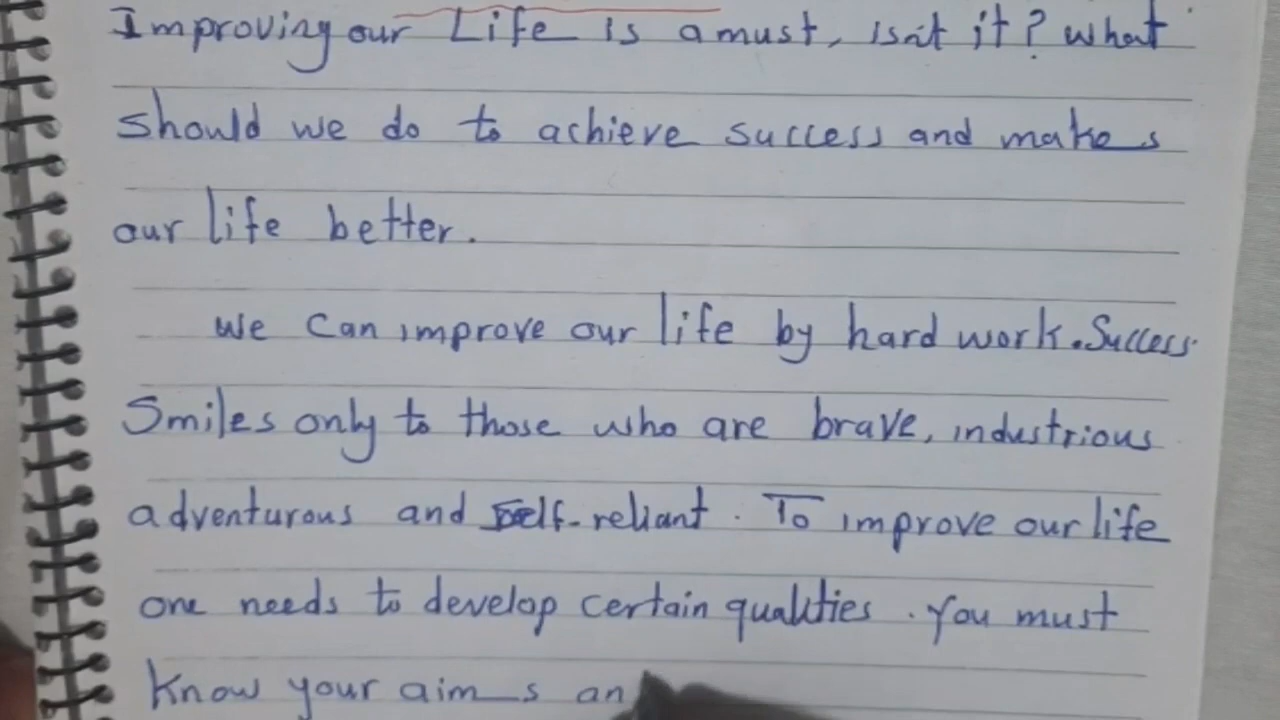 Improving our Life is a must, isn't it? what
should we do to achieve success and makes
our life better.
we can improve our life by hard work. Success
Smiles only to those who are brave, industrious
adventurous and self-reliant. To improve our life
one needs to develop certain qualities. You must
know your aims an